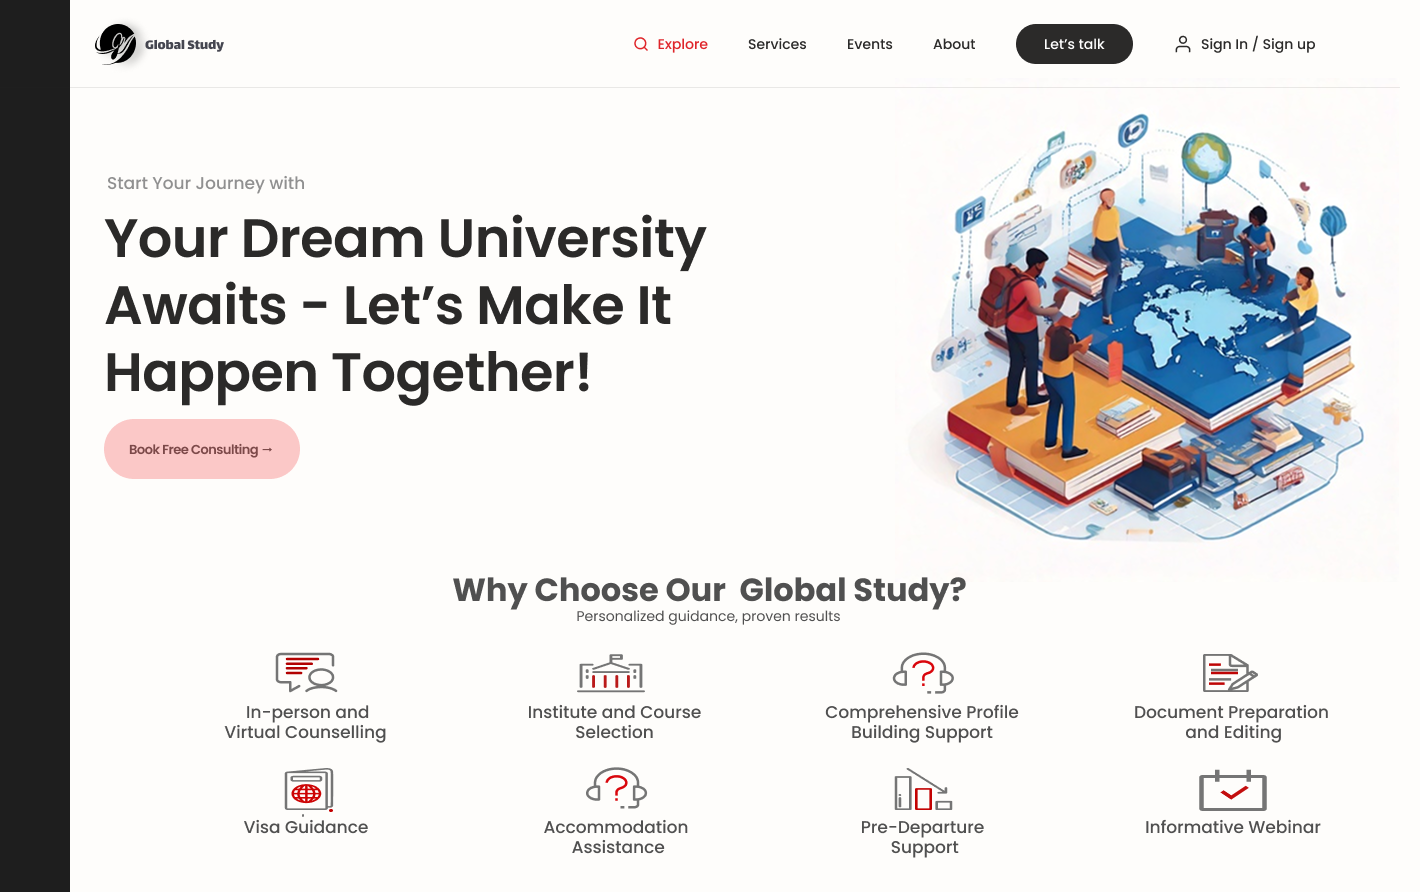 Global Study
Explore
Services
Events
About
Let’s talk
Sign In / Sign up
Start Your Journey with
Your Dream University
Awaits - Let’s Make It
Happen Together!
Book Free Consulting →
Why Choose Our Global Study?
Personalized guidance, proven results
In-person and
Virtual Counselling
Institute and Course
Selection
Comprehensive Profile
Building Support
Document Preparation
and Editing
Visa Guidance
Accommodation
Assistance
Pre-Departure
Support
Informative Webinar